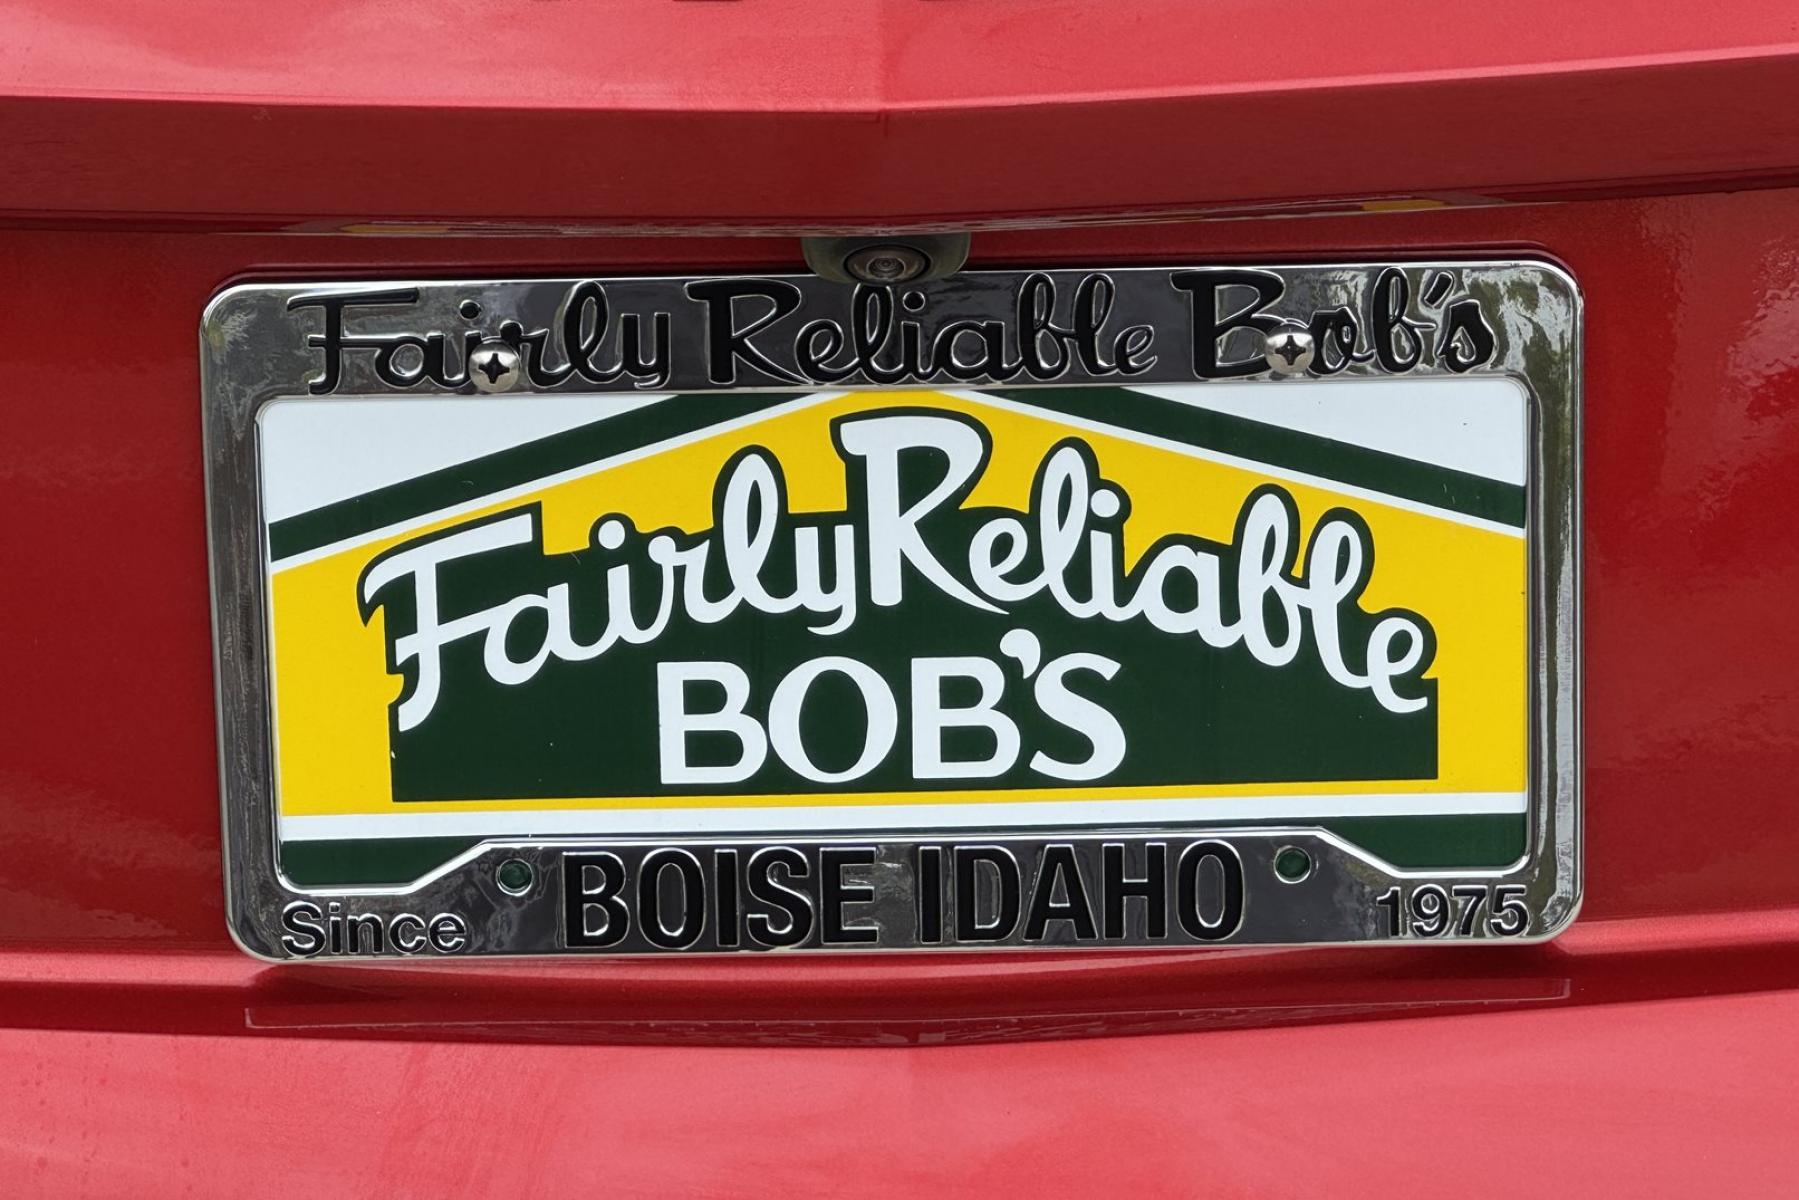 Fairly Reliable Bob's
Fairly Reliable
BOB'S
BOISE IDAHO
Since 1975